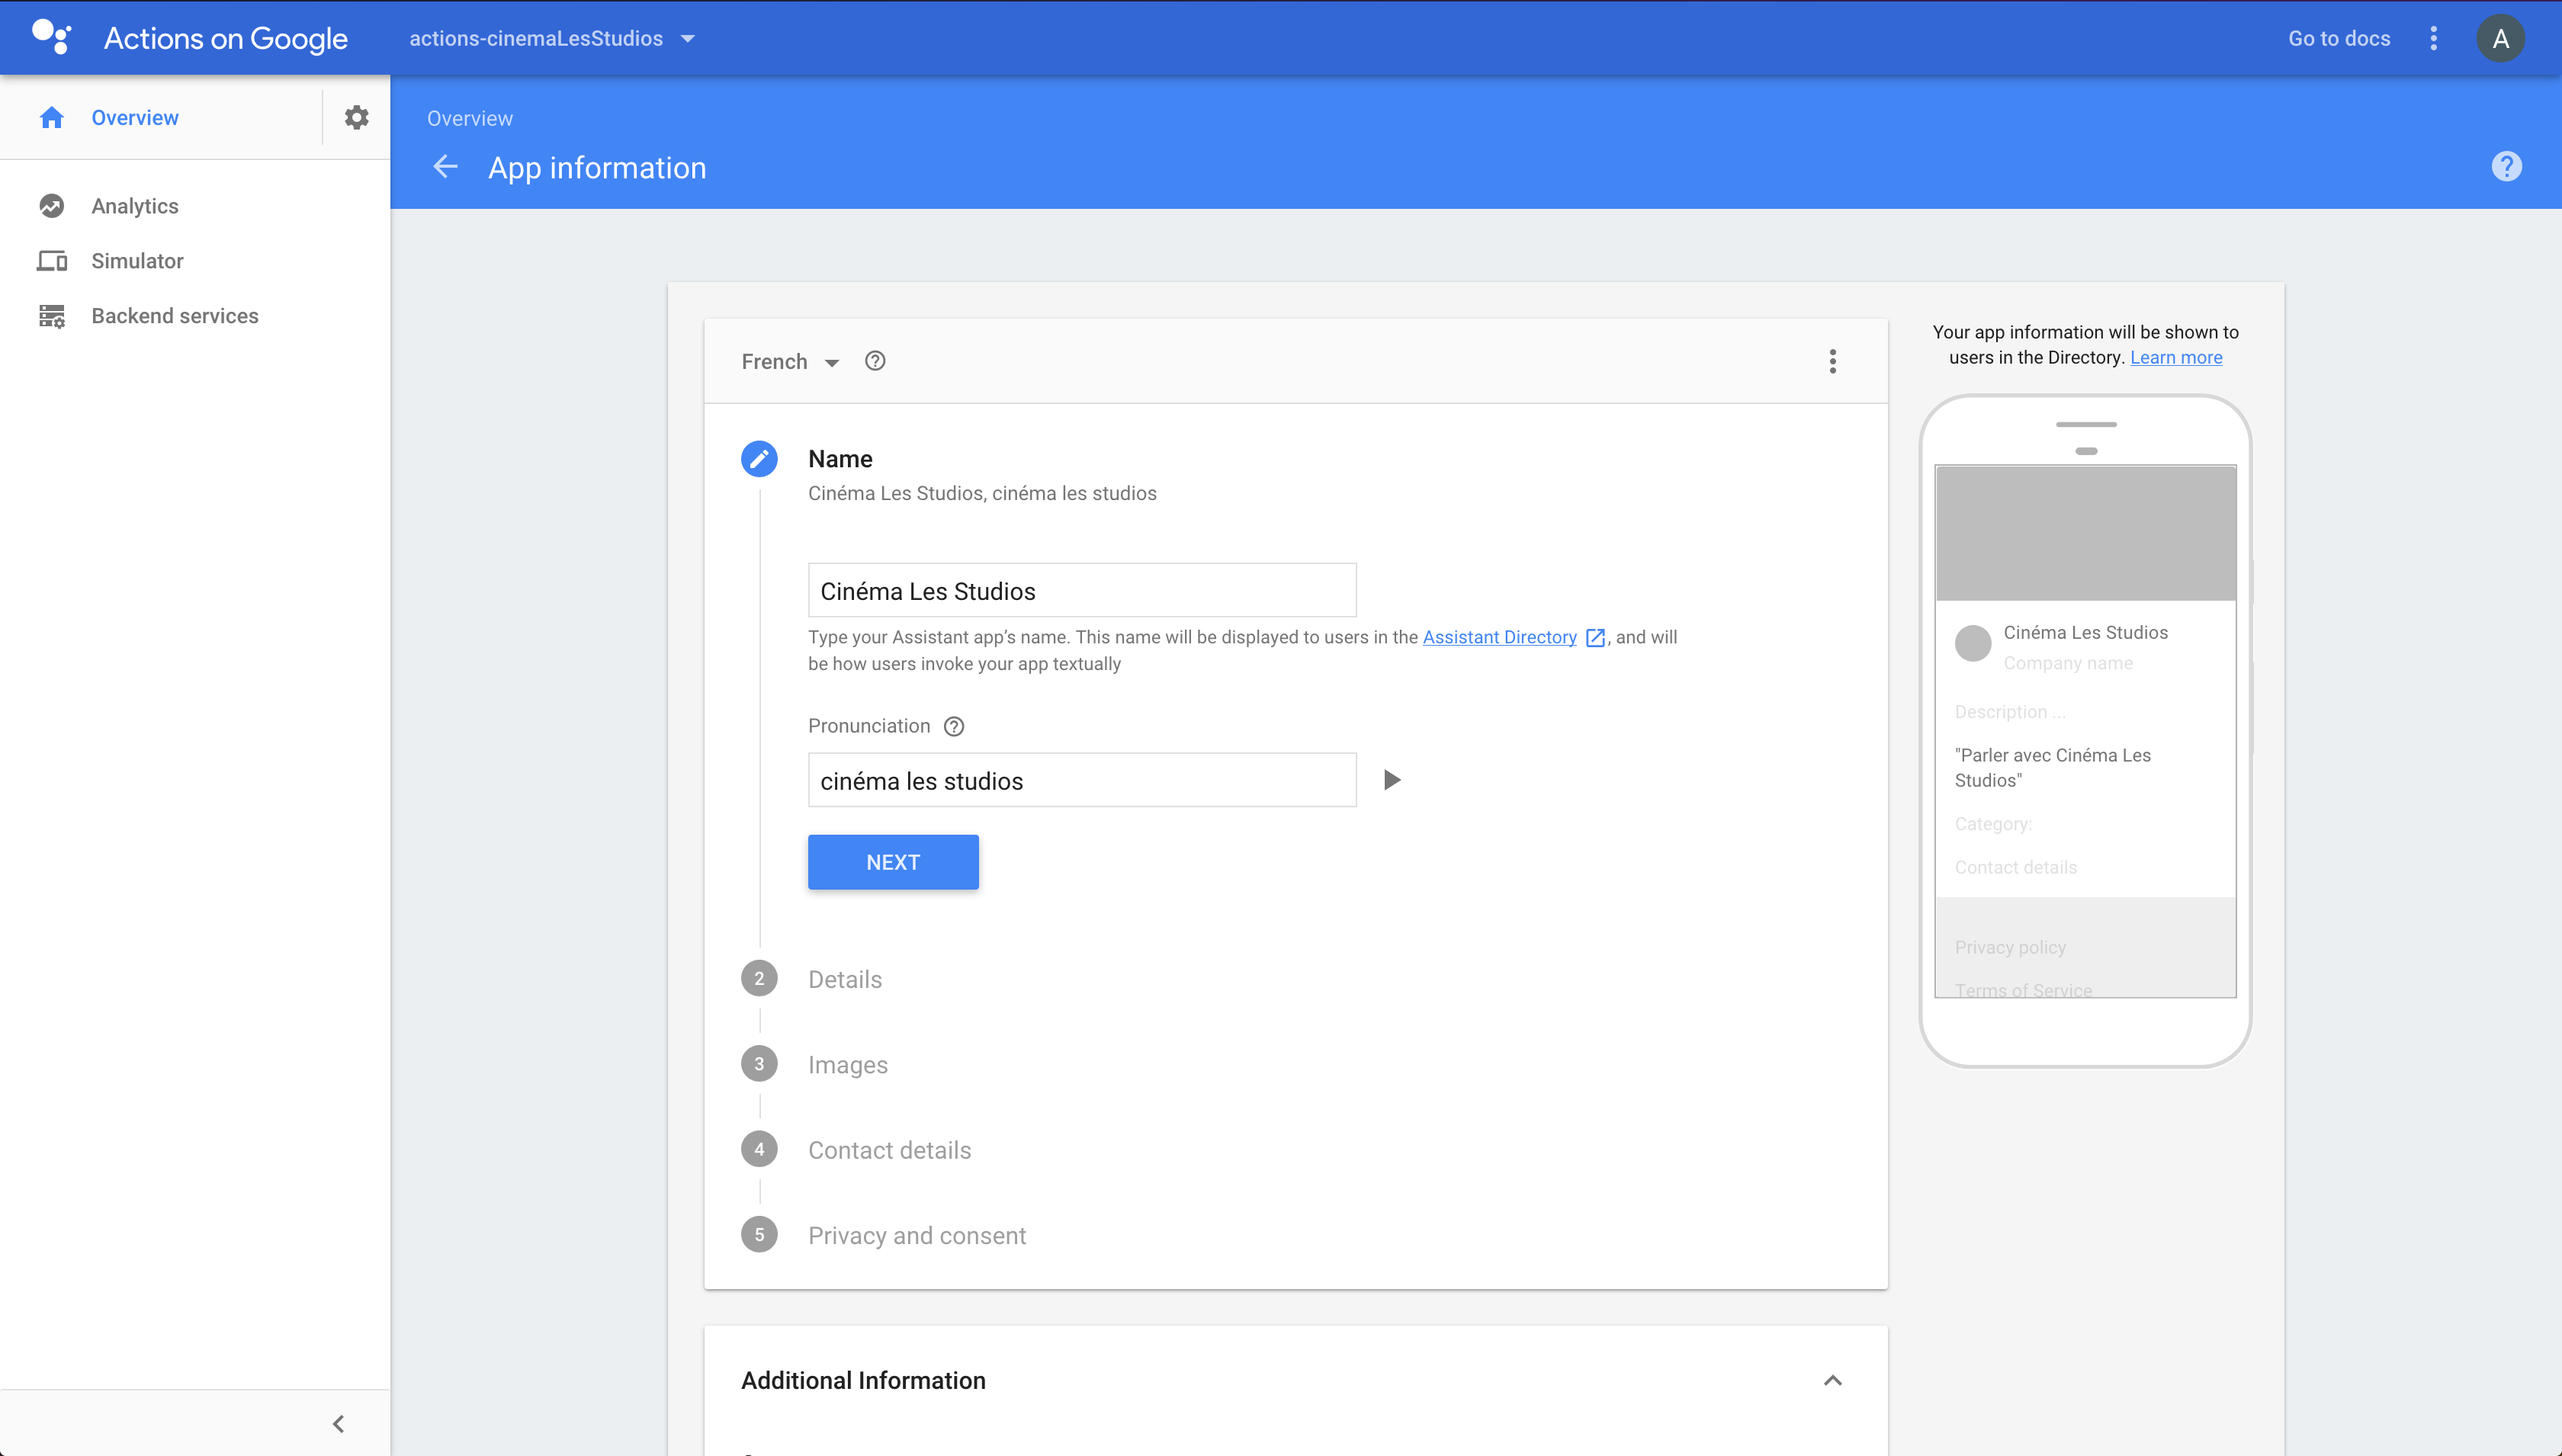 Actions on Google
actions-cinemaLesStudios
Go to docs
A
Overview
Analytics
Simulator
Backend services
Overview
App information
?
French
?
Name
Cinéma Les Studios, cinéma les studios
Cinéma Les Studios
Type your Assistant app’s name. This name will be displayed to users in the Assistant Directory , and will
be how users invoke your app textually
Pronunciation ?
cinéma les studios
NEXT
2 Details
3 Images
4 Contact details
5 Privacy and consent
Additional Information
Your app information will be shown to
users in the Directory. Learn more
Cinéma Les Studios
Company name
Description ...
"Parler avec Cinéma Les
Studios"
Category:
Contact details
Privacy policy
Terms of Service